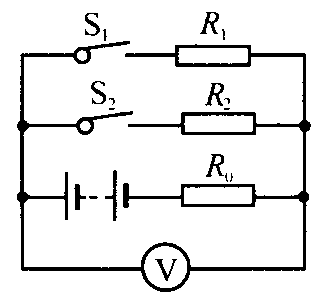 S₁ R₁
S₂ R₂
R₀
V